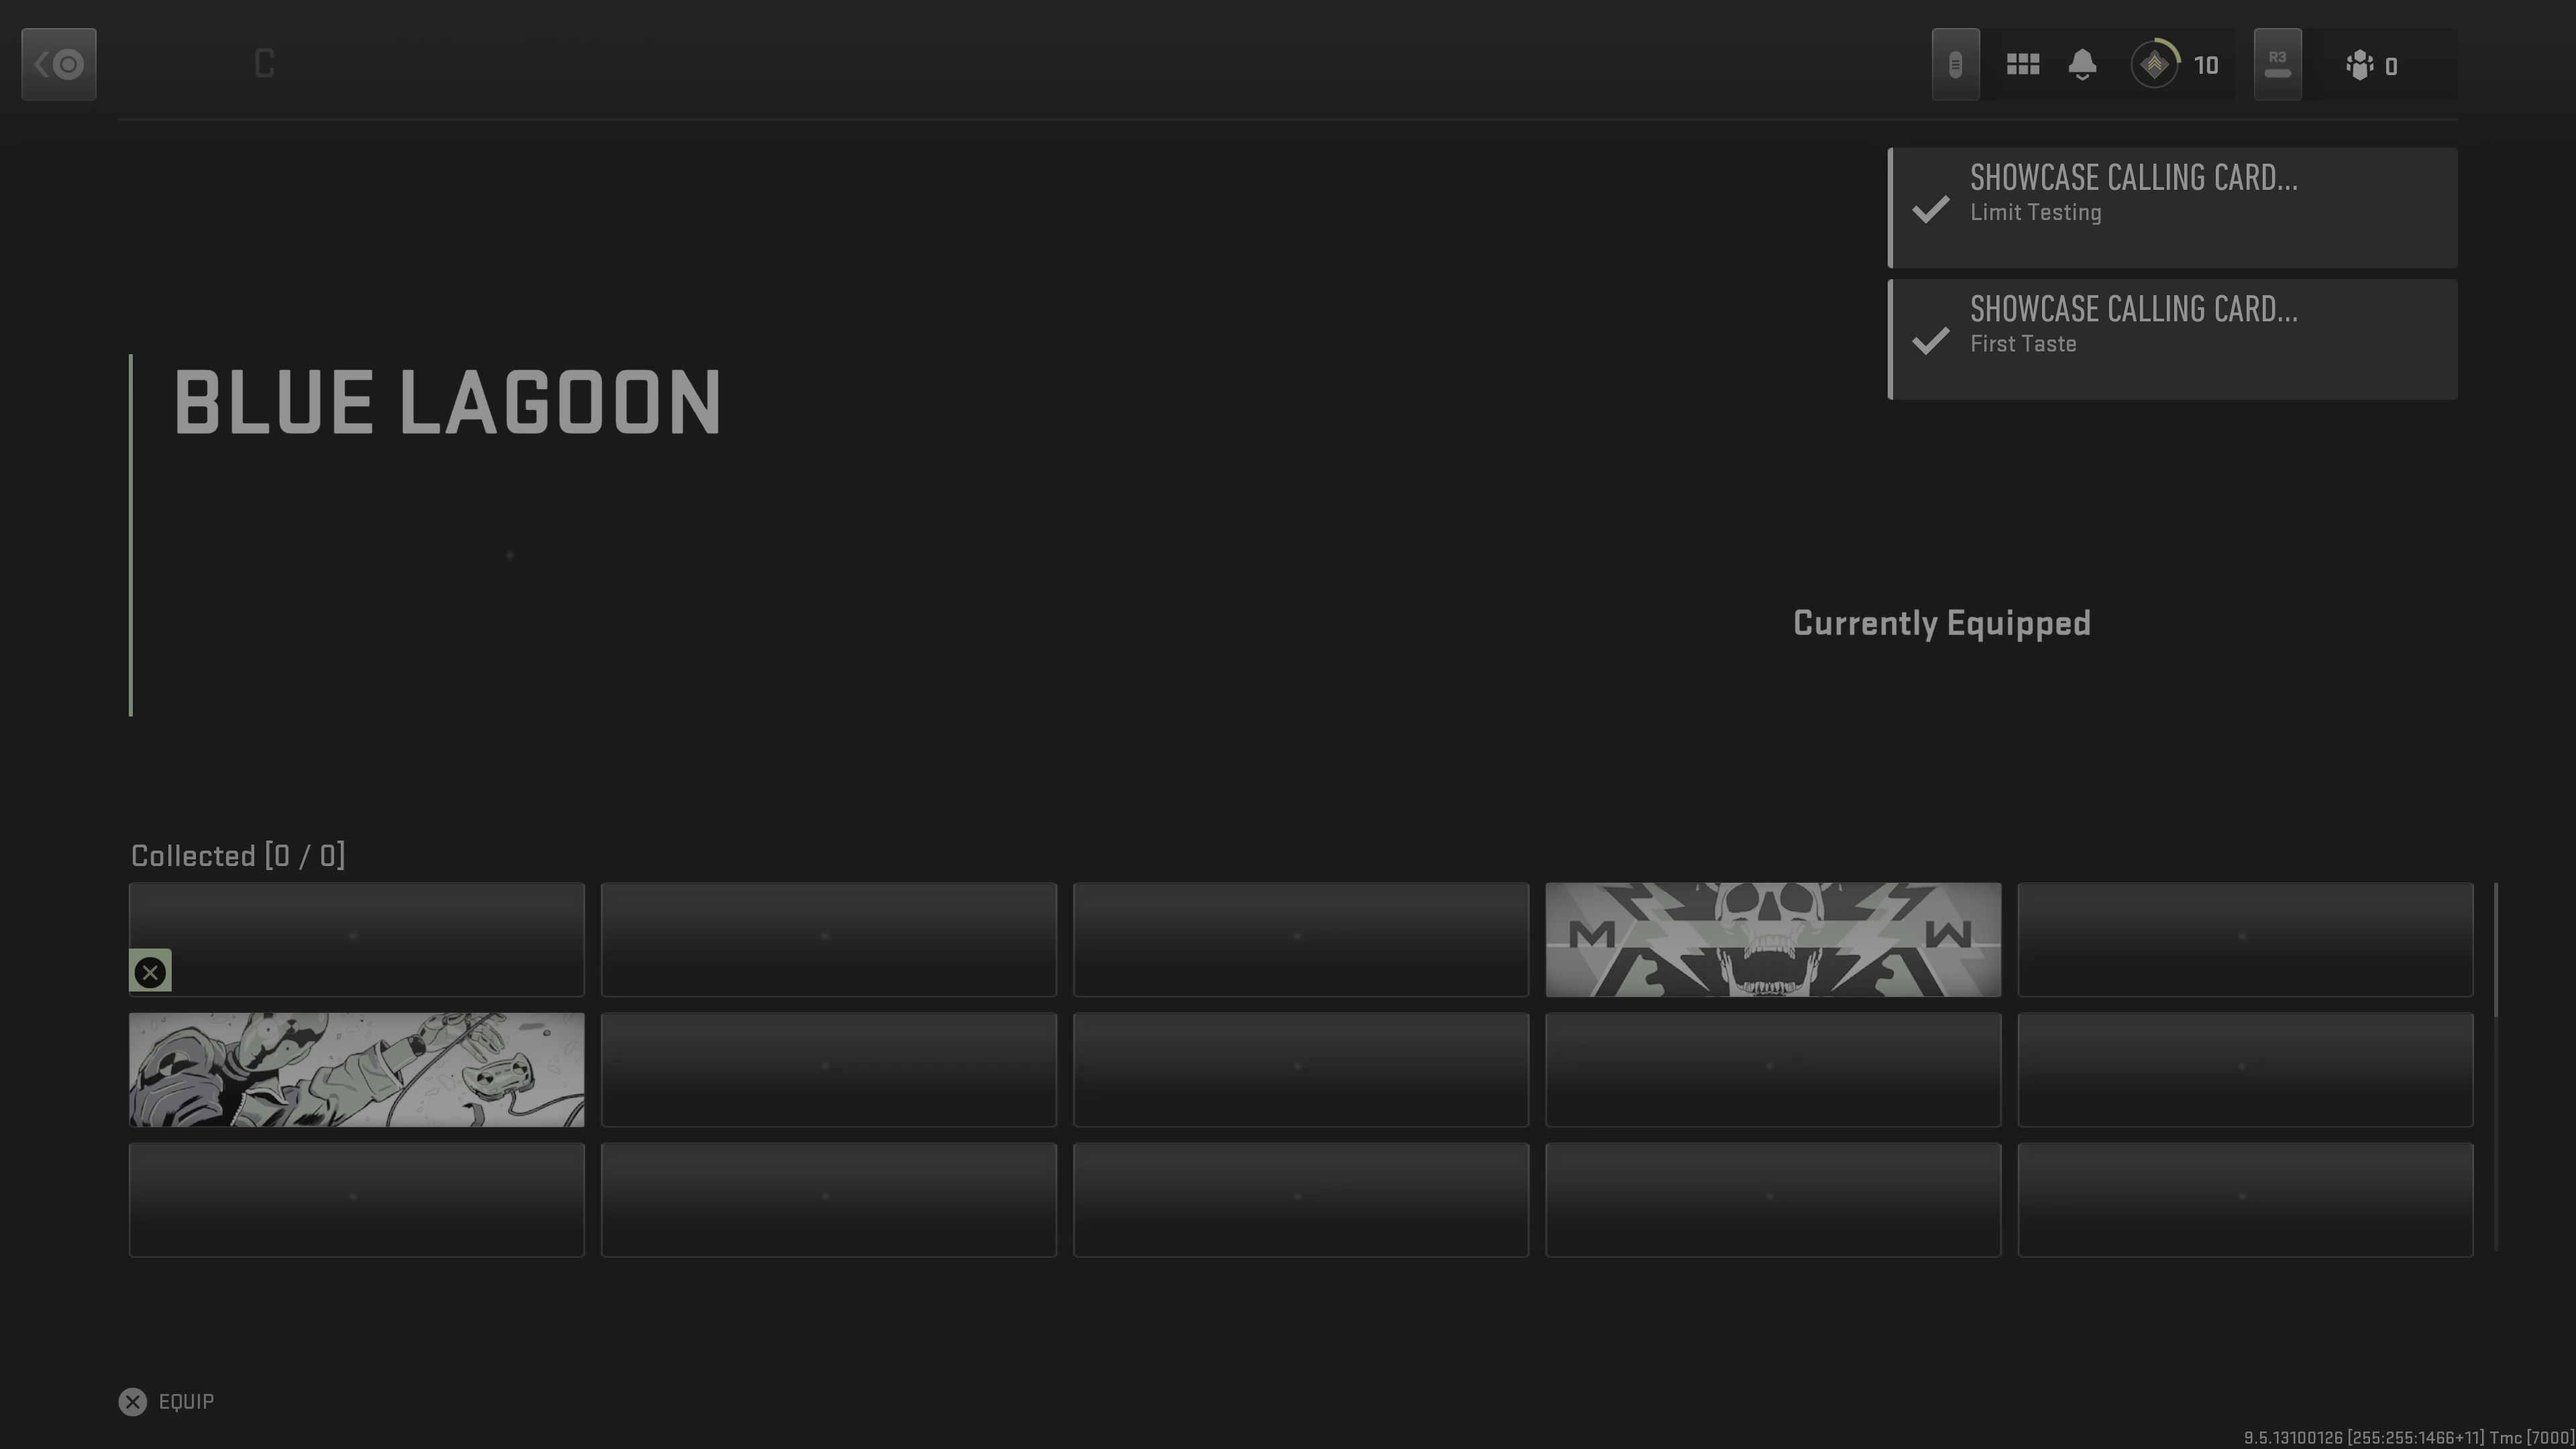 C
10
R3
0
SHOWCASE CALLING CARD...
Limit Testing
SHOWCASE CALLING CARD...
First Taste
BLUE LAGOON
Currently Equipped
Collected [0 / 0]
M W
EQUIP
9.5.13100126 [255:255:1466+11] Tmc [7000]